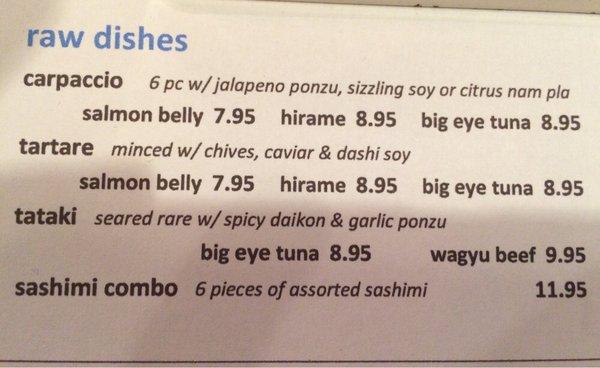 raw dishes
carpaccio 6 pc w/ jalapeno ponzu, sizzling soy or citrus nam pla
salmon belly 7.95 hirame 8.95 big eye tuna 8.95
tartare minced w/ chives, caviar & dashi soy
salmon belly 7.95 hirame 8.95 big eye tuna 8.95
tataki seared rare w/ spicy daikon & garlic ponzu
big eye tuna 8.95 wagyu beef 9.95
sashimi combo 6 pieces of assorted sashimi 11.95